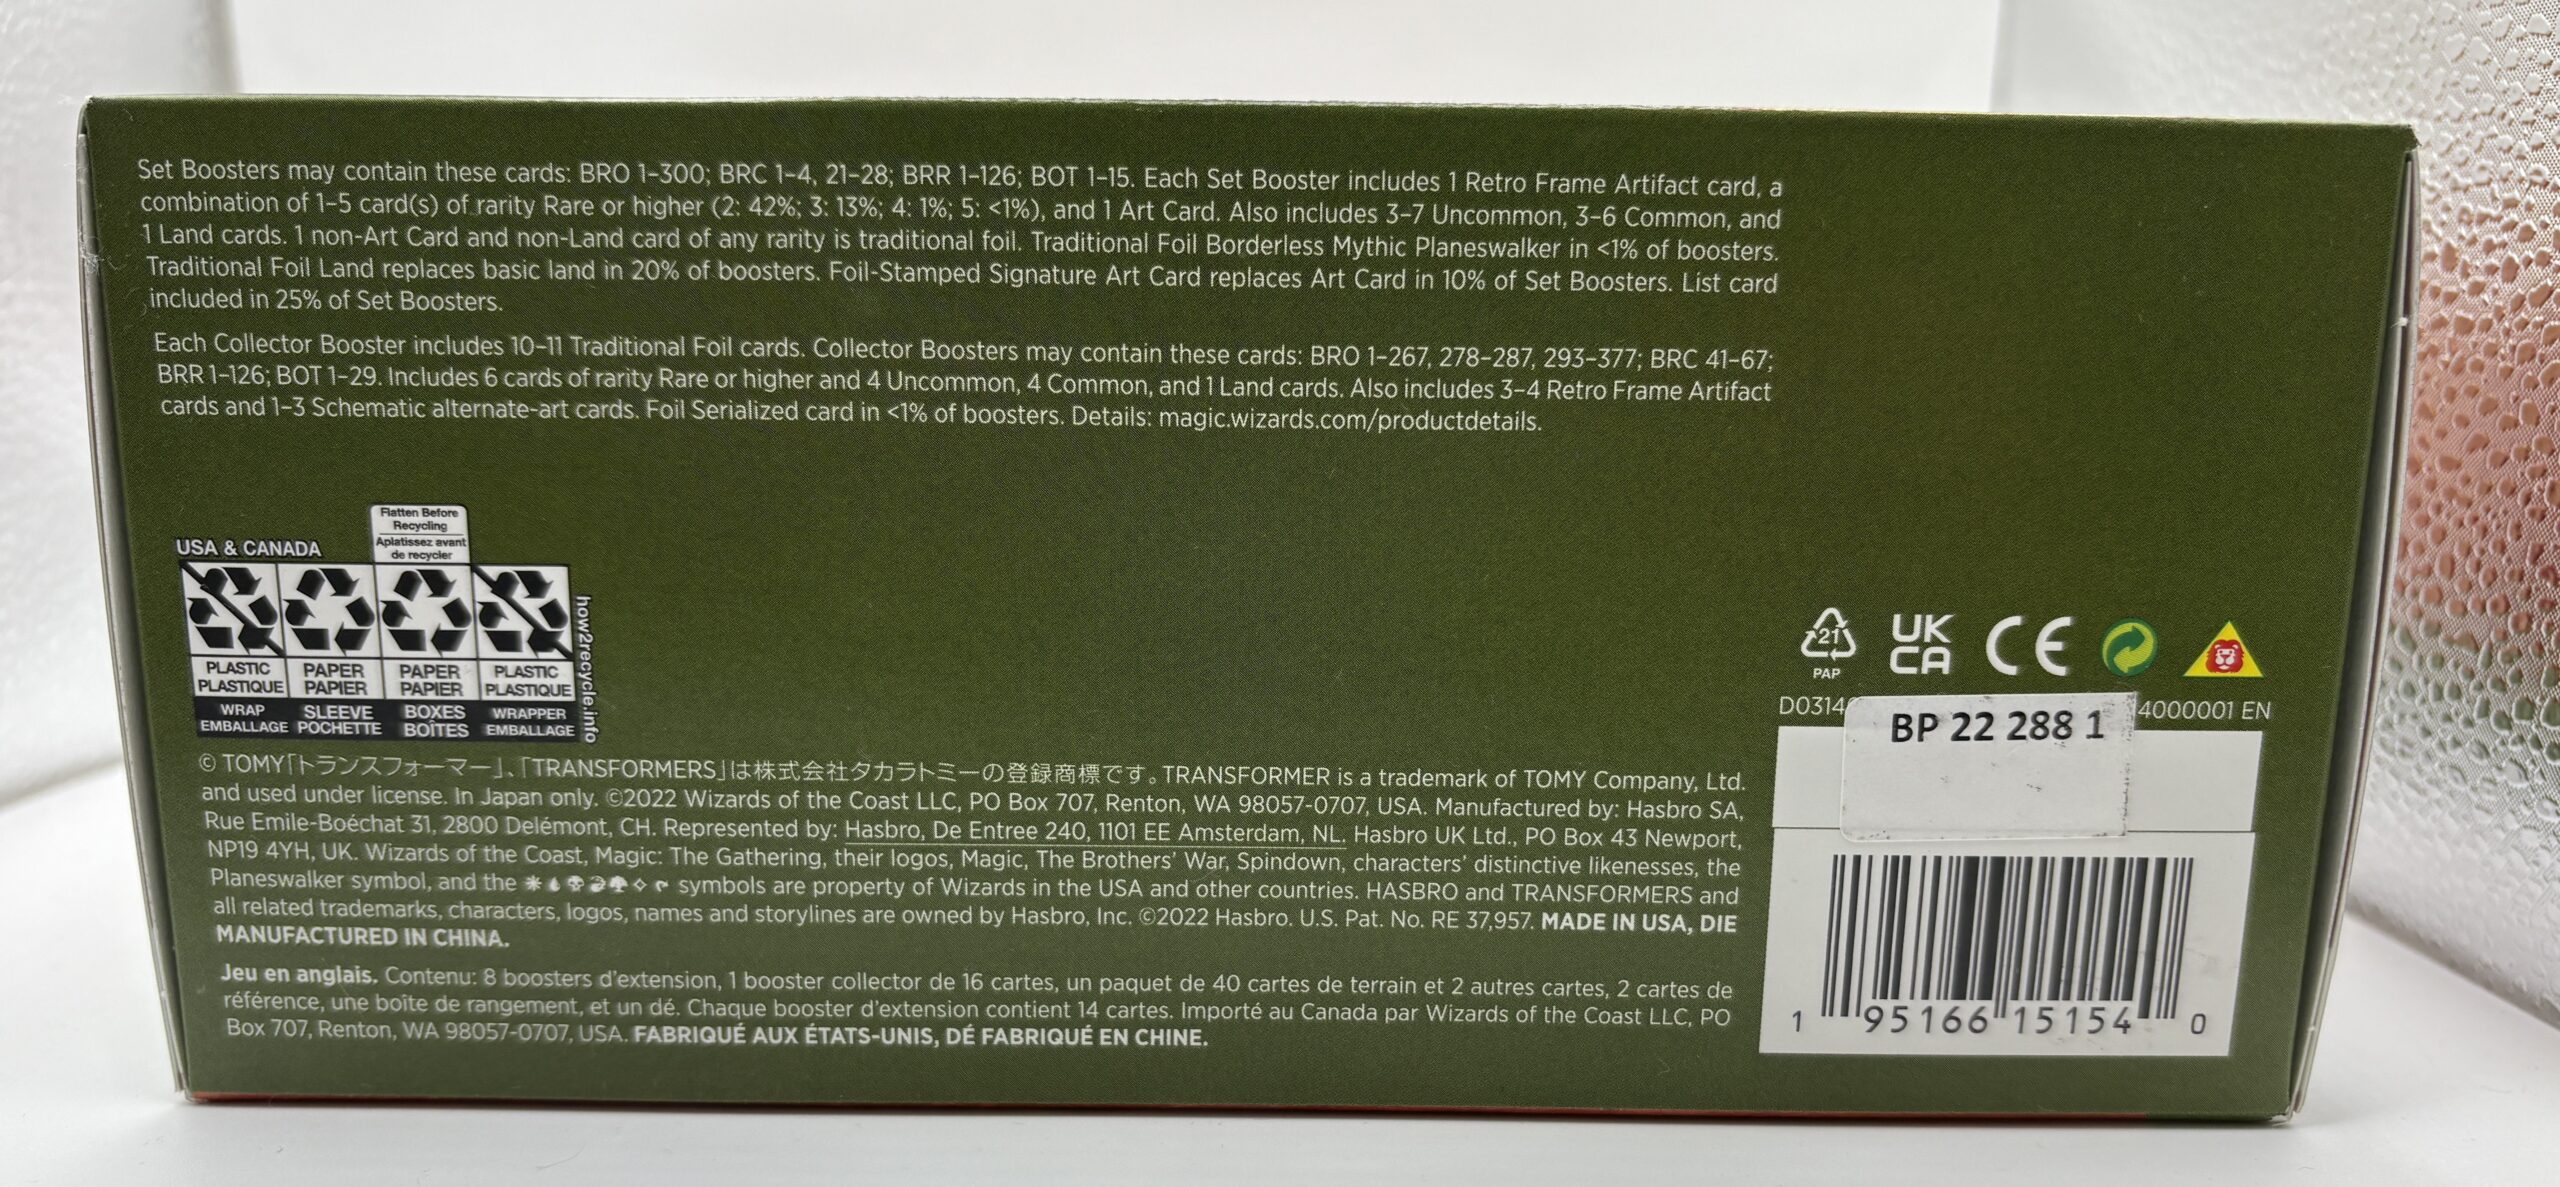 Set Boosters may contain these cards: BRO 1–300; BRC 1–4, 21–28; BRR 1–126; BOT 1–15. Each Set Booster includes 1 Retro Frame Artifact card, a
combination of 1–5 card(s) of rarity Rare or higher (2: 42%; 3: 13%; 4: 1%; 5: <1%), and 1 Art Card. Also includes 3–7 Uncommon, 3–6 Common, and
1 Land cards. 1 non-Art Card and non-Land card of any rarity is traditional foil. Traditional Foil Borderless Mythic Planeswalker in <1% of boosters.
Traditional Foil Land replaces basic land in 20% of boosters. Foil-Stamped Signature Art Card replaces Art Card in 10% of Set Boosters. List card
included in 25% of Set Boosters.
Each Collector Booster includes 10–11 Traditional Foil cards. Collector Boosters may contain these cards: BRO 1–267, 278–287, 293–377; BRC 41–67;
BRR 1–126; BOT 1–29. Includes 6 cards of rarity Rare or higher and 4 Uncommon, 4 Common, and 1 Land cards. Also includes 3–4 Retro Frame Artifact
cards and 1–3 Schematic alternate-art cards. Foil Serialized card in <1% of boosters. Details: magic.wizards.com/productdetails.
Flatten Before
Recycling
Aplatissez avant
de recycler
USA & CANADA
PLASTIC PAPER PAPER PLASTIC
PLASTIQUE PAPIER PAPIER PLASTIQUE
WRAP SLEEVE BOXES WRAPPER
EMBALLAGE POCHETTE BOÎTES EMBALLAGE
how2recycle.info
21
PAP
UK
CA
CE
D0314
4000001 EN
BP 22 288 1
© TOMY「トランスフォーマー」、「TRANSFORMERS」は株式会社タカラトミーの登録商標です。TRANSFORMER is a trademark of TOMY Company, Ltd.
and used under license. In Japan only. ©2022 Wizards of the Coast LLC, PO Box 707, Renton, WA 98057-0707, USA. Manufactured by: Hasbro SA,
Rue Emile-Boéchat 31, 2800 Delémont, CH. Represented by: Hasbro, De Entree 240, 1101 EE Amsterdam, NL. Hasbro UK Ltd., PO Box 43 Newport,
NP19 4YH, UK. Wizards of the Coast, Magic: The Gathering, their logos, Magic, The Brothers' War, Spindown, characters' distinctive likenesses, the
Planeswalker symbol, and the symbols are property of Wizards in the USA and other countries. HASBRO and TRANSFORMERS and
all related trademarks, characters, logos, names and storylines are owned by Hasbro, Inc. ©2022 Hasbro. U.S. Pat. No. RE 37,957. MADE IN USA, DIE
MANUFACTURED IN CHINA.
Jeu en anglais. Contenu: 8 boosters d'extension, 1 booster collector de 16 cartes, un paquet de 40 cartes de terrain et 2 autres cartes, 2 cartes de
référence, une boîte de rangement, et un dé. Chaque booster d'extension contient 14 cartes. Importé au Canada par Wizards of the Coast LLC, PO
Box 707, Renton, WA 98057-0707, USA. FABRIQUÉ AUX ÉTATS-UNIS, DÉ FABRIQUÉ EN CHINE.
1 95166 15154 0